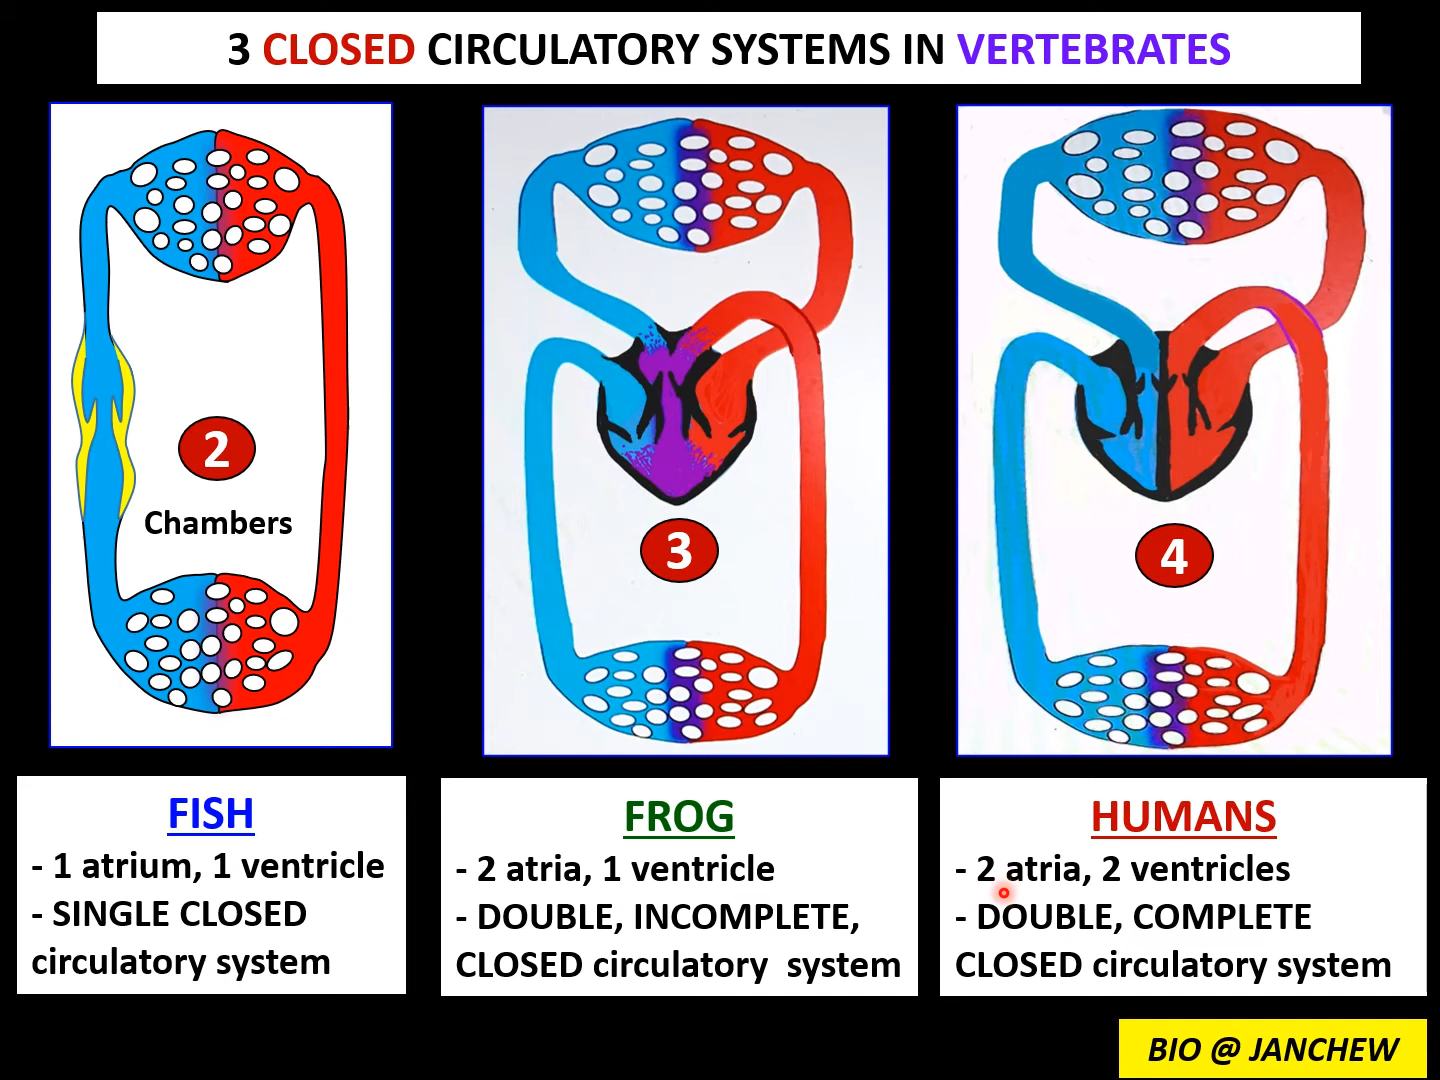 3 CLOSED CIRCULATORY SYSTEMS IN VERTEBRATES
2
Chambers
3
4
FISH
- 1 atrium, 1 ventricle
- SINGLE CLOSED
circulatory system
FROG
- 2 atria, 1 ventricle
- DOUBLE, INCOMPLETE,
CLOSED circulatory system
HUMANS
- 2 atria, 2 ventricles
- DOUBLE, COMPLETE
CLOSED circulatory system
BIO @ JANCHEW